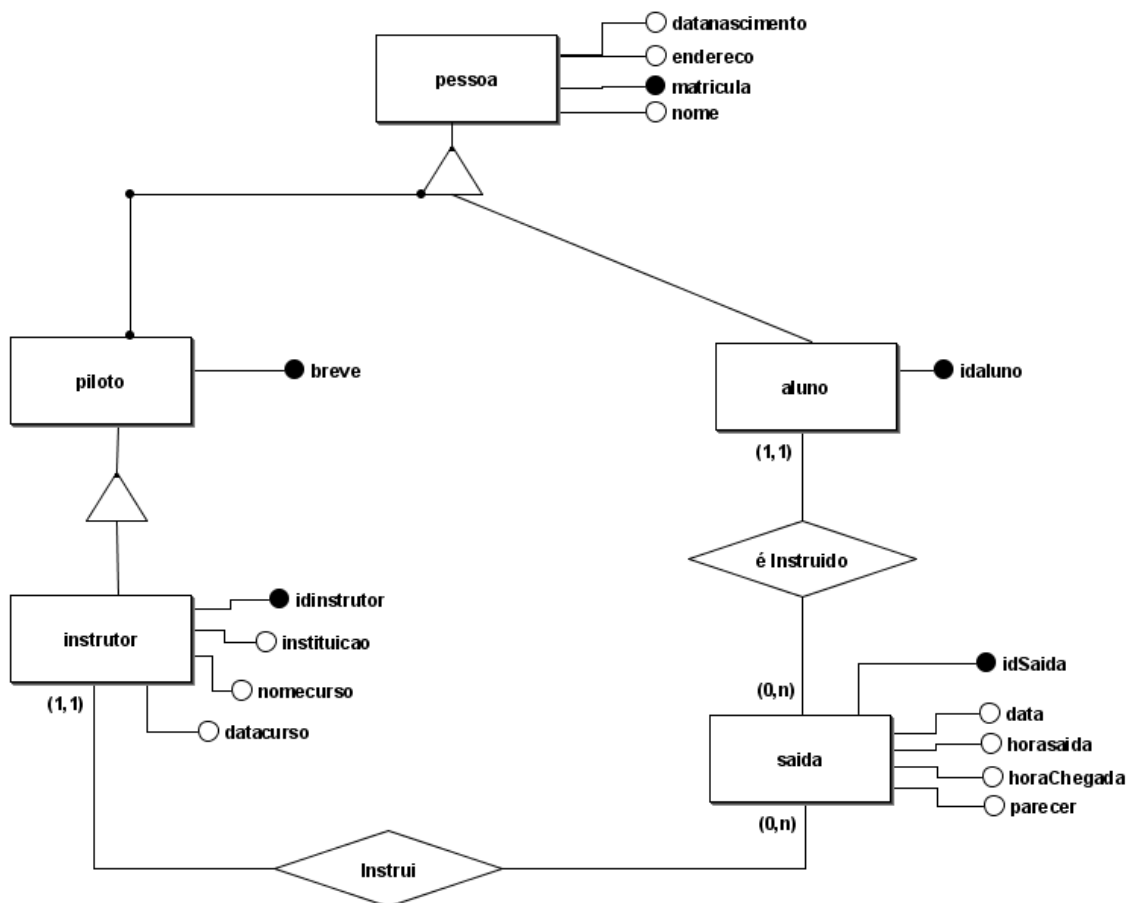 datanascimento
endereco
pessoa
matricula
nome
piloto
breve
aluno
idaluno
(1,1)
é Instruido
idinstrutor
instrutor
instituicao
nomecurso
(1,1)
datacurso
idSaida
(0,n)
data
horasaida
saida
horaChegada
parecer
(0,n)
Instrui